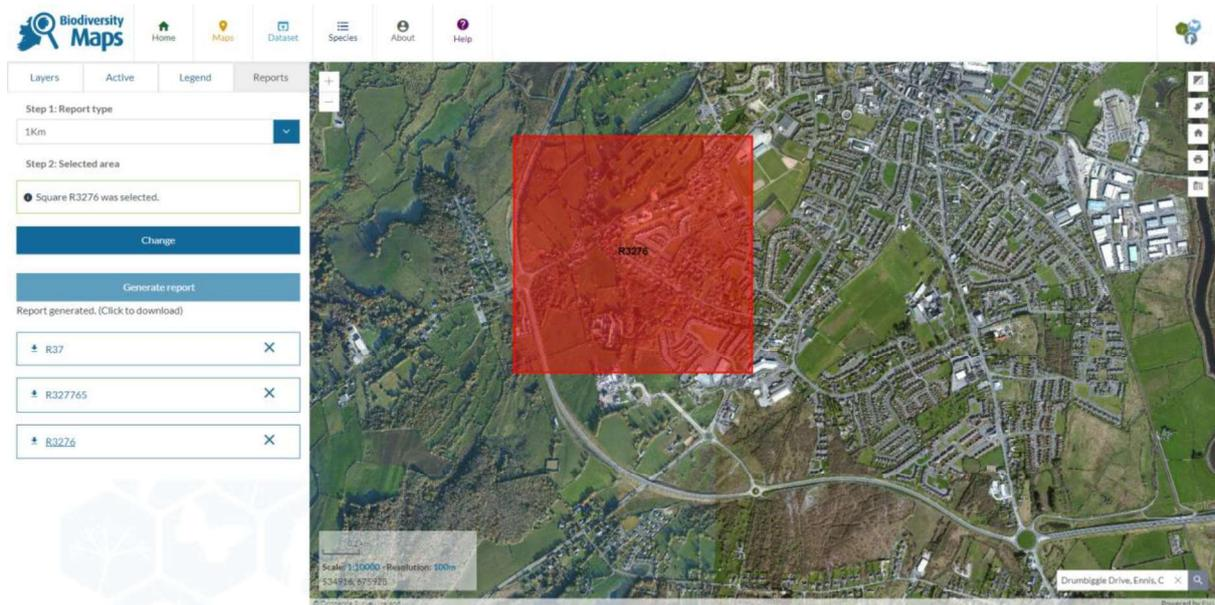 Biodiversity
Maps
Home
Maps
Dataset
Species
About
Help
Layers
Active
Legend
Reports
Step 1: Report type
1Km
Step 2: Selected area
Square R3276 was selected.
Change
Generate report
Report generated. (Click to download)
R37
R327765
R3276
R3276
Scale: 1:10000 - Resolution: 100m
534916, 675928
Drumbiggle Drive, Ennis, C